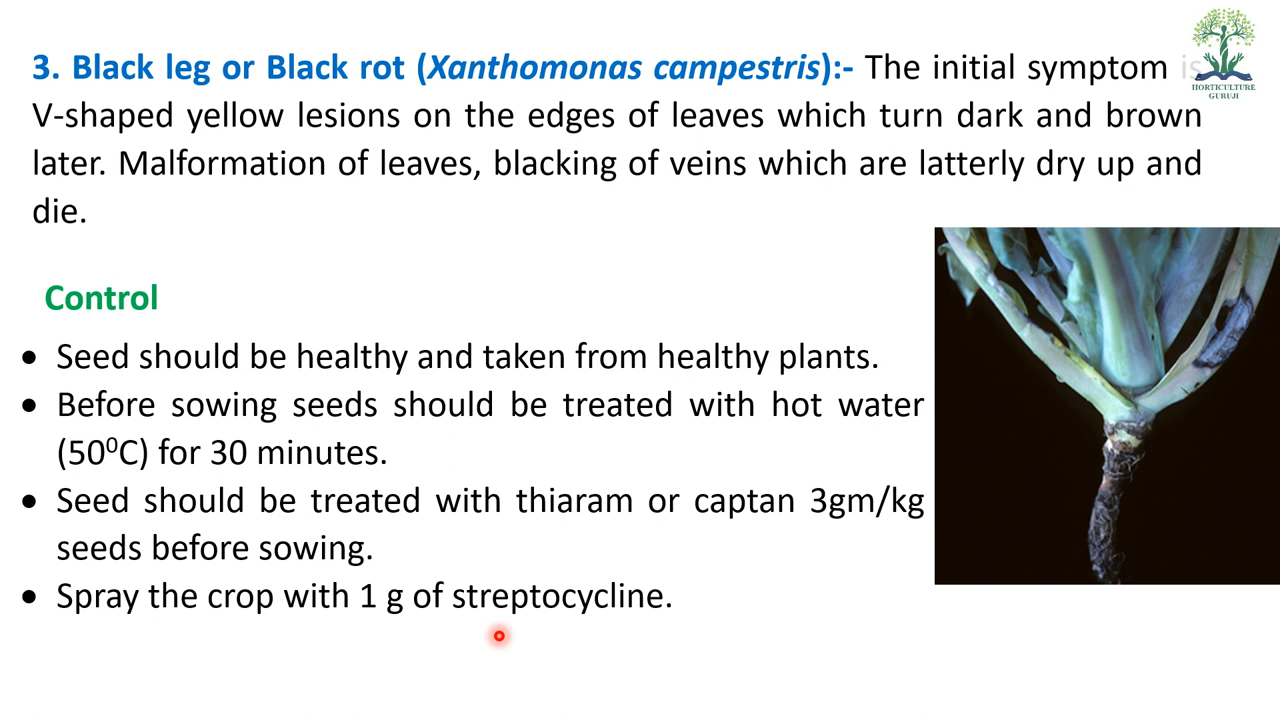 3. Black leg or Black rot (Xanthomonas campestris):- The initial symptom is
V-shaped yellow lesions on the edges of leaves which turn dark and brown
later. Malformation of leaves, blacking of veins which are latterly dry up and
die.
HORTICULTURE
GURUJI
Control
• Seed should be healthy and taken from healthy plants.
• Before sowing seeds should be treated with hot water
(50⁰C) for 30 minutes.
• Seed should be treated with thiaram or captan 3gm/kg
seeds before sowing.
• Spray the crop with 1 g of streptocycline.